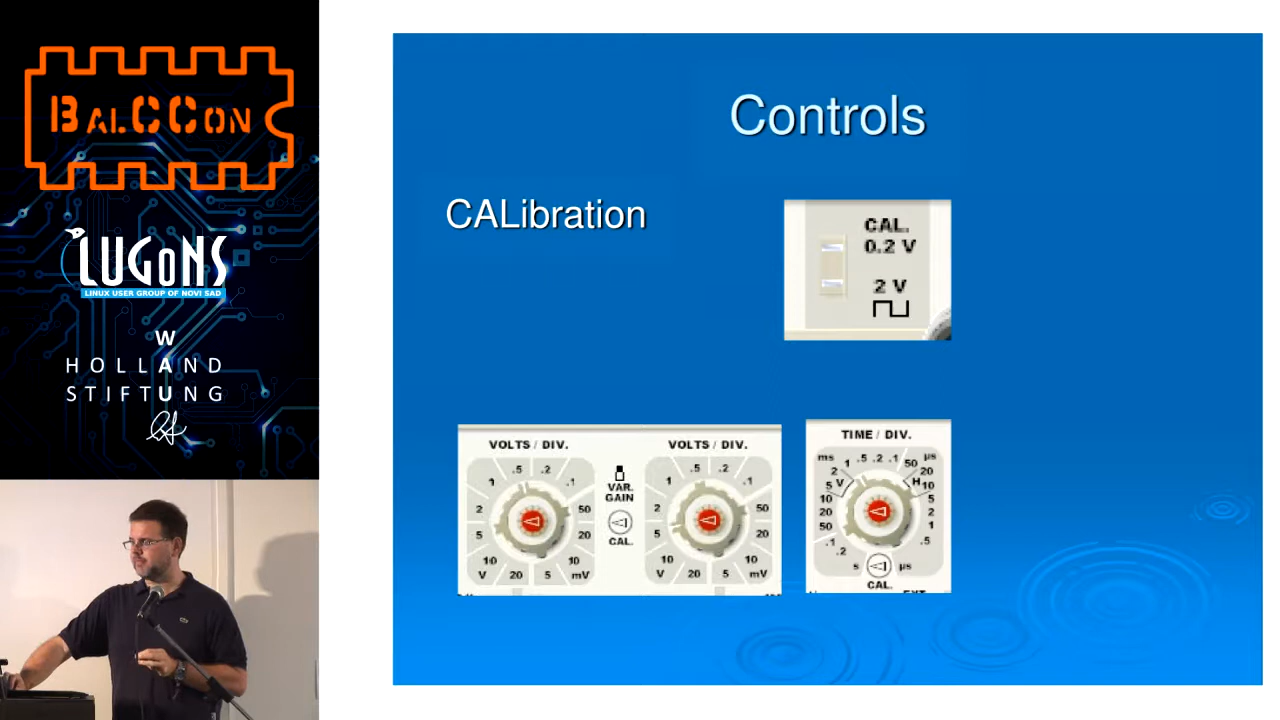 BALCCON
LUGoNS
LINUX USER GROUP OF NOVI SAD
WAU
HOLLAND
STIFTUNG
Controls
CALibration
CAL.
0.2 V
2 V
VOLTS / DIV.
.5 .2
1 .1
2 50
5 20
10 10
V 20 5 mV
VAR.
GAIN
CAL.
VOLTS / DIV.
.5 .2
1 .1
2 50
5 20
10 10
V 20 5 mV
TIME / DIV.
ms 1 .5 .2 .1 50 µs
2 20
5 V H 10
10 5
20 2
50 1
.1 .5
.2
s µs
CAL.